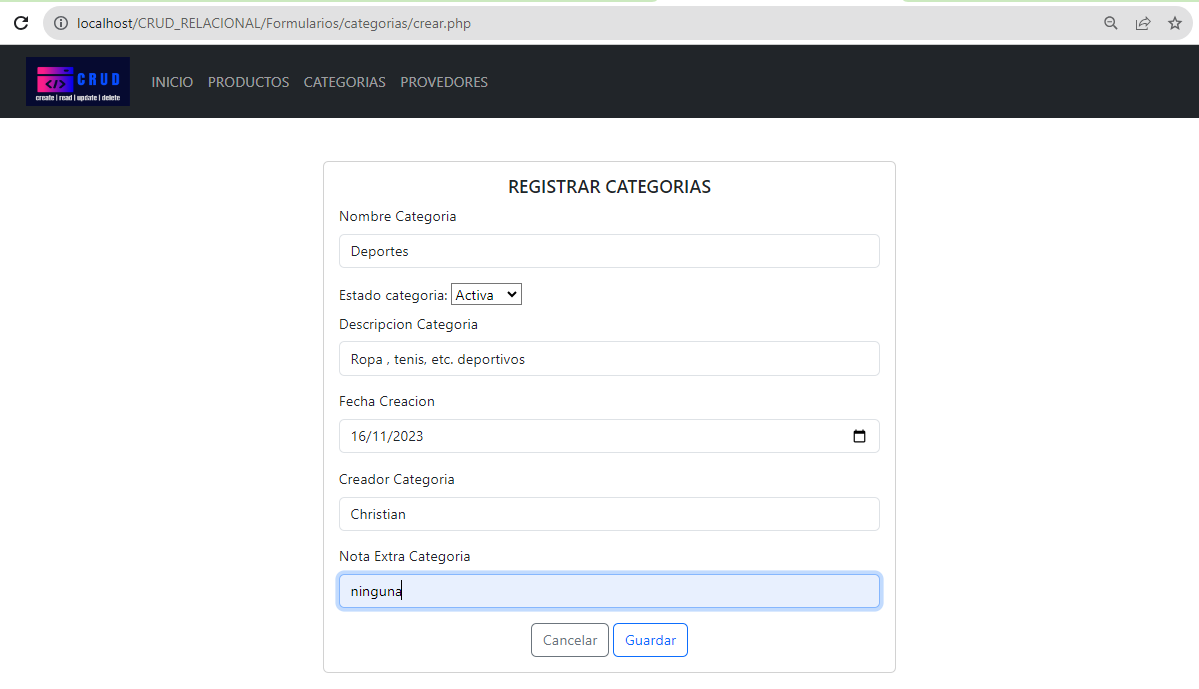 localhost/CRUD_RELACIONAL/Formularios/categorias/crear.php
</> CRUD
create | read | update | delete
INICIO PRODUCTOS CATEGORIAS PROVEDORES
REGISTRAR CATEGORIAS
Nombre Categoria
Deportes
Estado categoria: Activa
Descripcion Categoria
Ropa , tenis, etc. deportivos
Fecha Creacion
16/11/2023
Creador Categoria
Christian
Nota Extra Categoria
ninguna
Cancelar Guardar